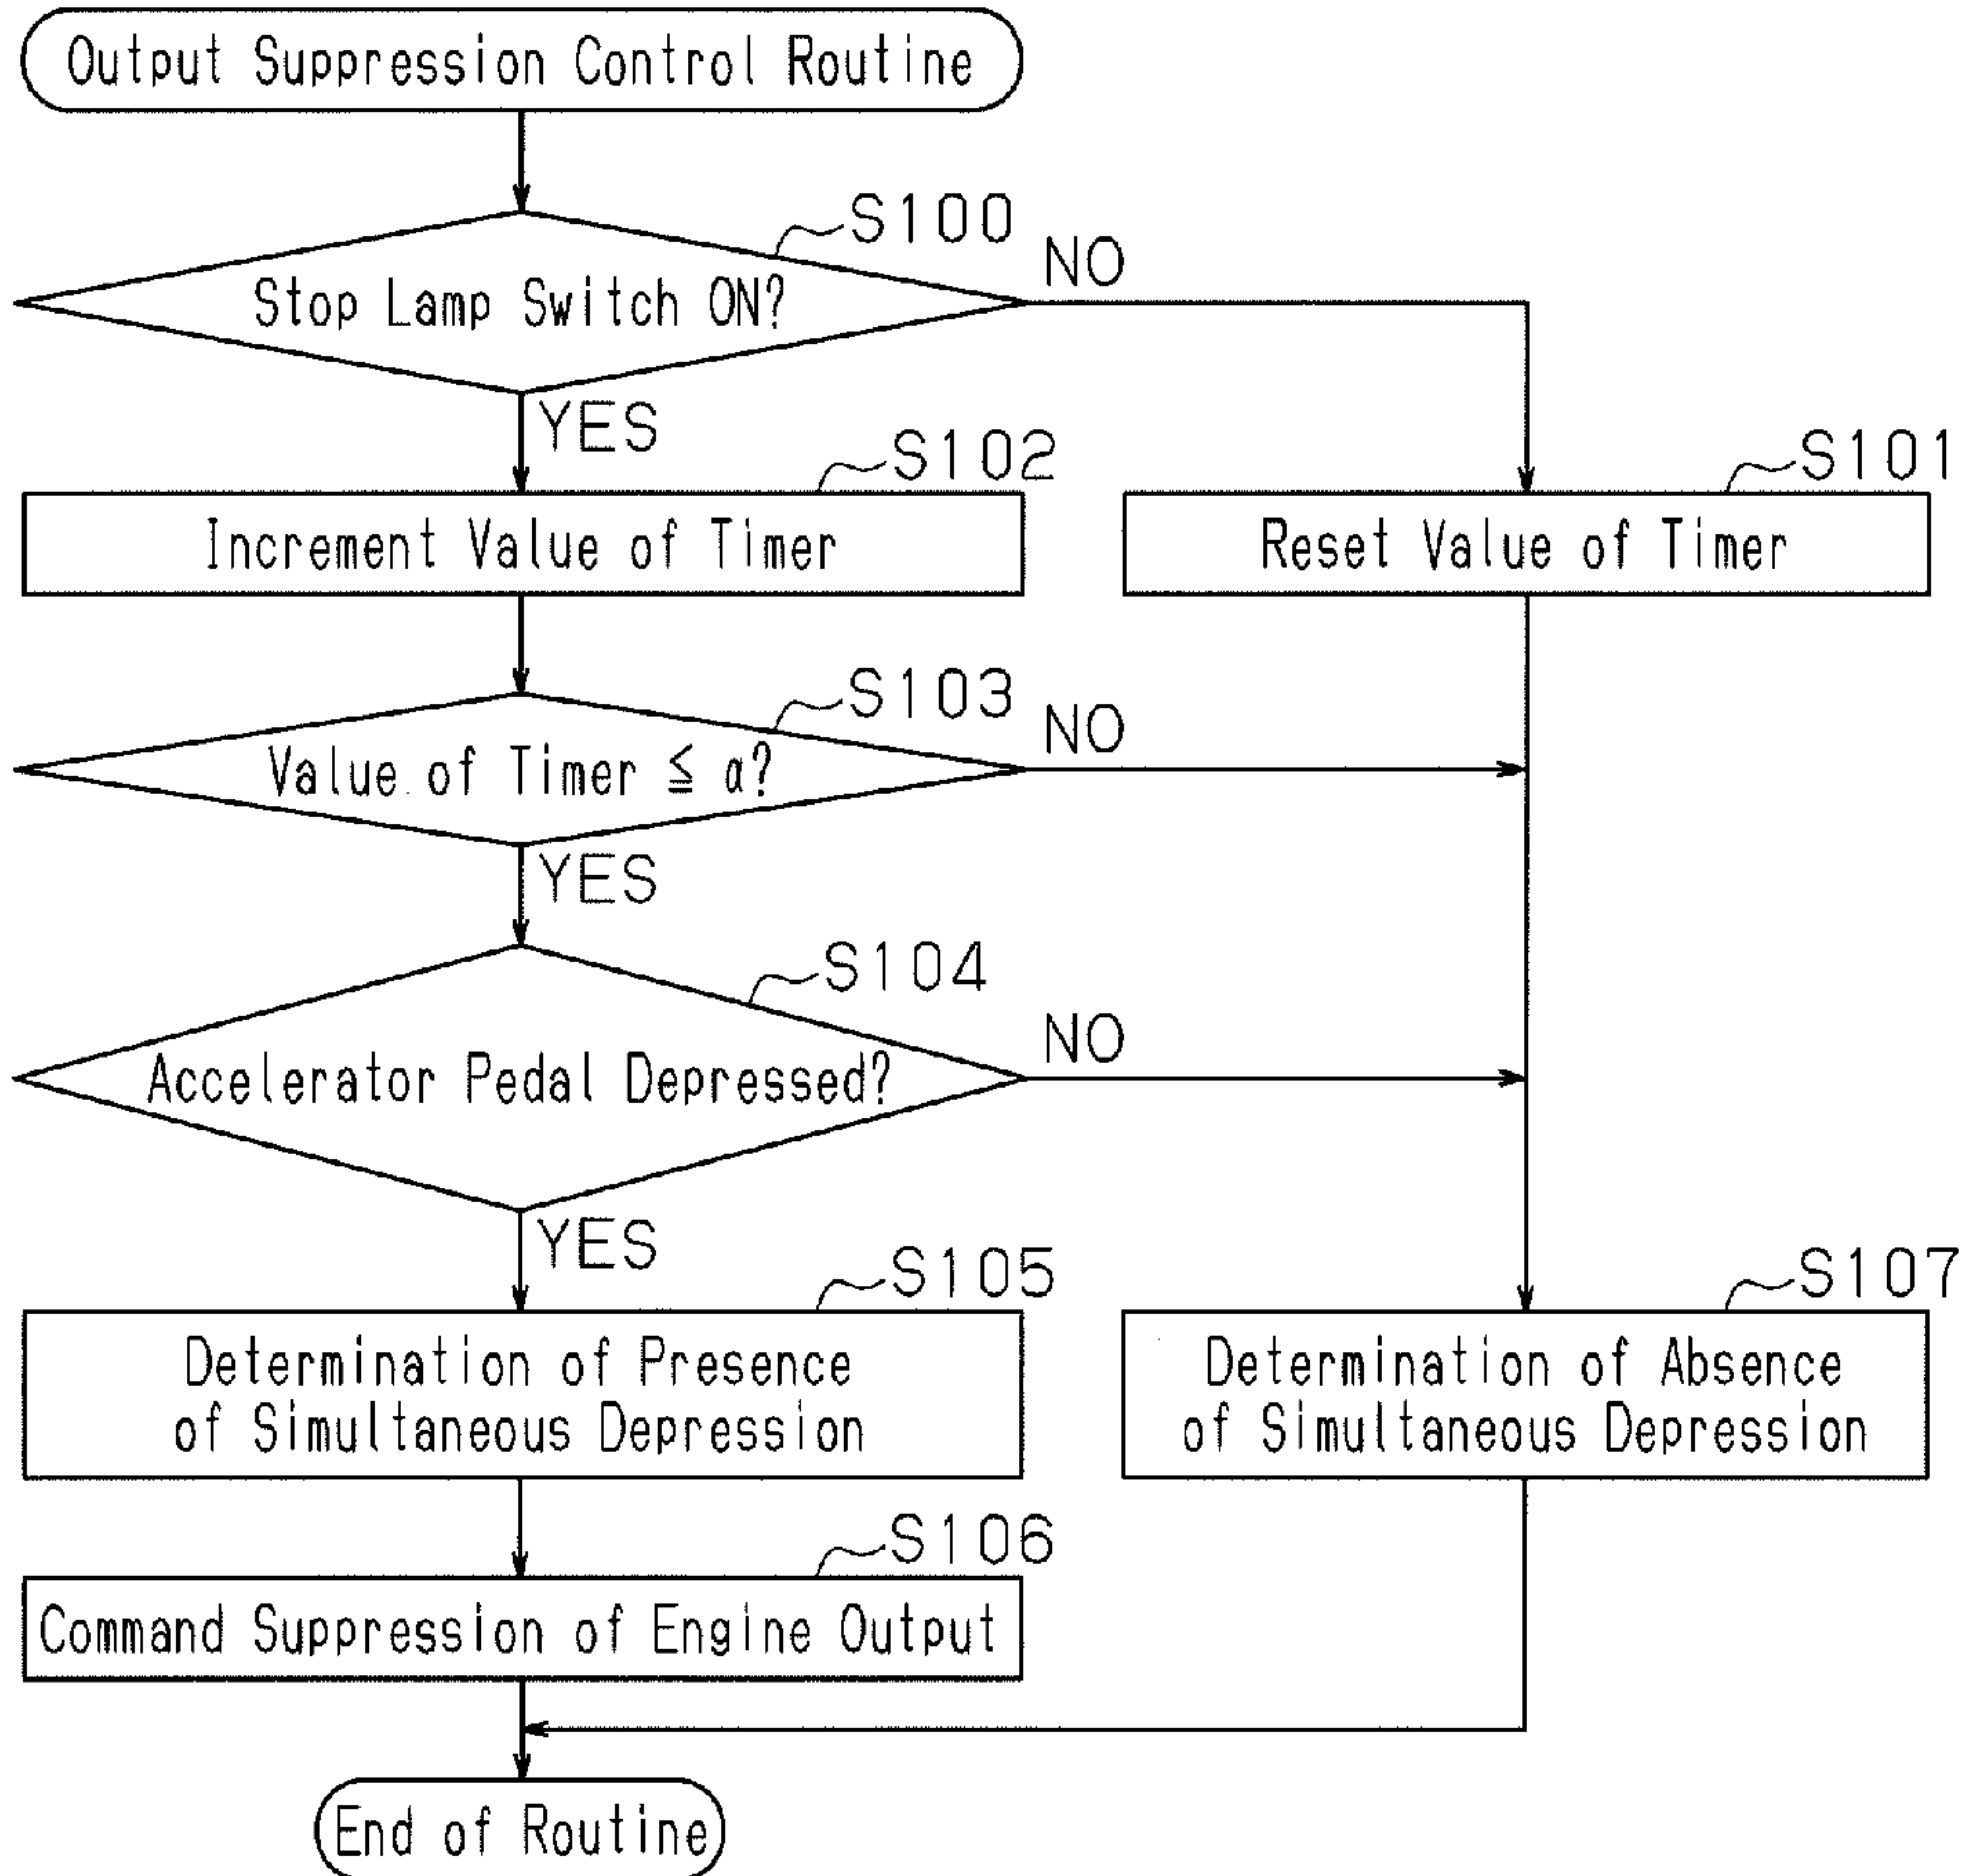 Output Suppression Control Routine
S100
NO
Stop Lamp Switch ON?
YES
S102
S101
Increment Value of Timer
Reset Value of Timer
S103
NO
Value of Timer ≦ α?
YES
S104
NO
Accelerator Pedal Depressed?
YES
S105
S107
Determination of Presence
of Simultaneous Depression
Determination of Absence
of Simultaneous Depression
S106
Command Suppression of Engine Output
End of Routine